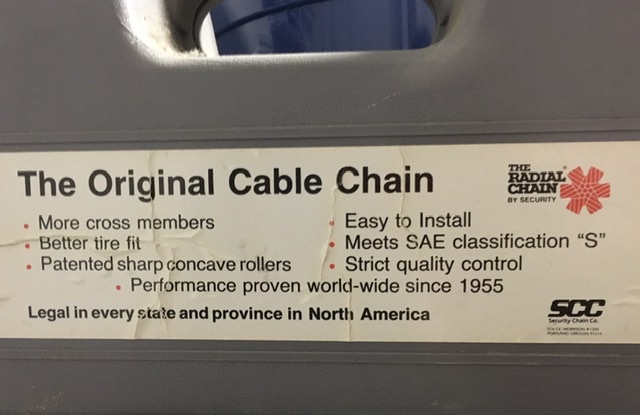 The Original Cable Chain
THE
RADIAL
CHAIN
BY SECURITY
• More cross members
• Better tire fit
• Patented sharp concave rollers
• Easy to Install
• Meets SAE classification “S”
• Strict quality control
• Performance proven world-wide since 1955
Legal in every state and province in North America
SCC
Security Chain Co.
PORTLAND, OREGON